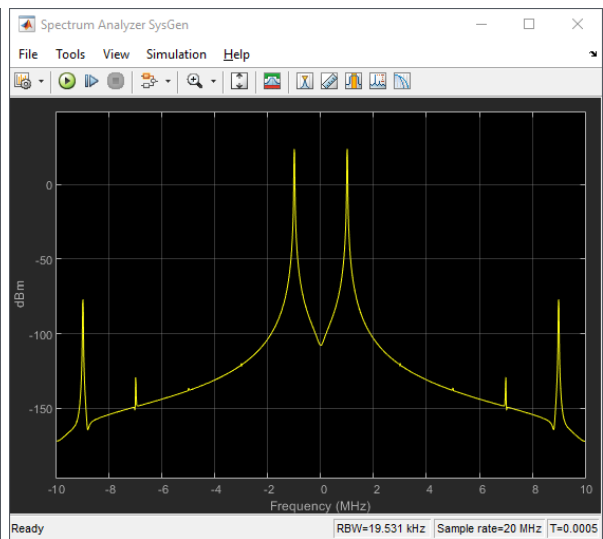 Spectrum Analyzer SysGen
File Tools View Simulation Help
0
-50
-100
-150
dBm
-10 -8 -6 -4 -2 0 2 4 6 8 10
Frequency (MHz)
Ready RBW=19.531 kHz Sample rate=20 MHz T=0.0005